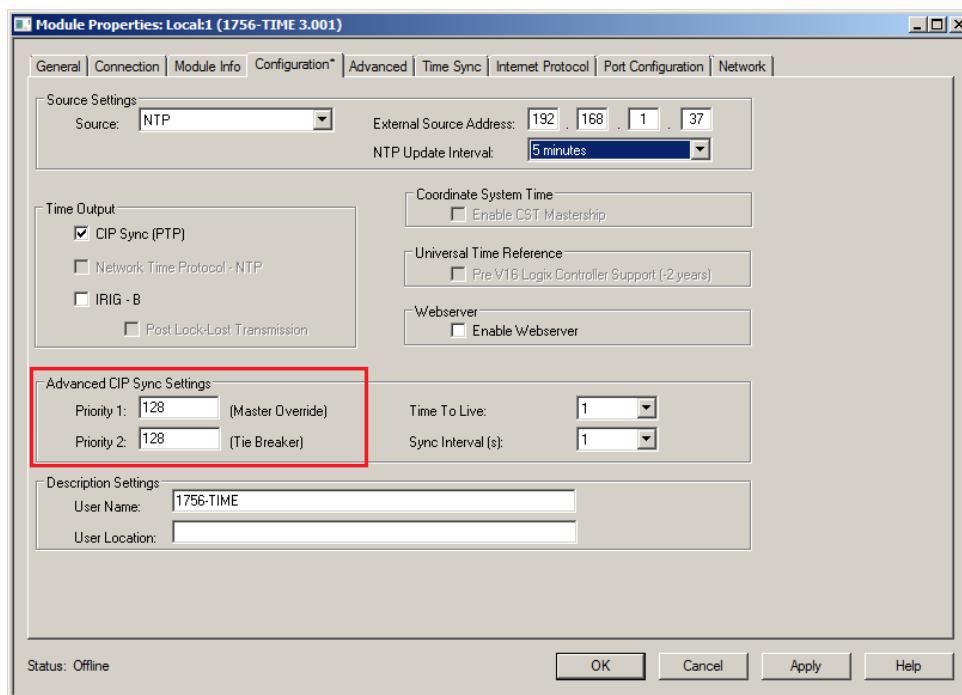 Module Properties: Local:1 (1756-TIME 3.001)
General Connection Module Info Configuration* Advanced Time Sync Internet Protocol Port Configuration Network
Source Settings
Source: NTP
External Source Address: 192 . 168 . 1 . 37
NTP Update Interval: 5 minutes
Time Output
CIP Sync (PTP)
Network Time Protocol - NTP
IRIG - B
Post Lock-Lost Transmission
Coordinate System Time
Enable CST Mastership
Universal Time Reference
Pre V16 Logix Controller Support (-2 years)
Webserver
Enable Webserver
Advanced CIP Sync Settings
Priority 1: 128 (Master Override)
Priority 2: 128 (Tie Breaker)
Time To Live: 1
Sync Interval (s): 1
Description Settings
User Name: 1756-TIME
User Location:
Status: Offline
OK Cancel Apply Help